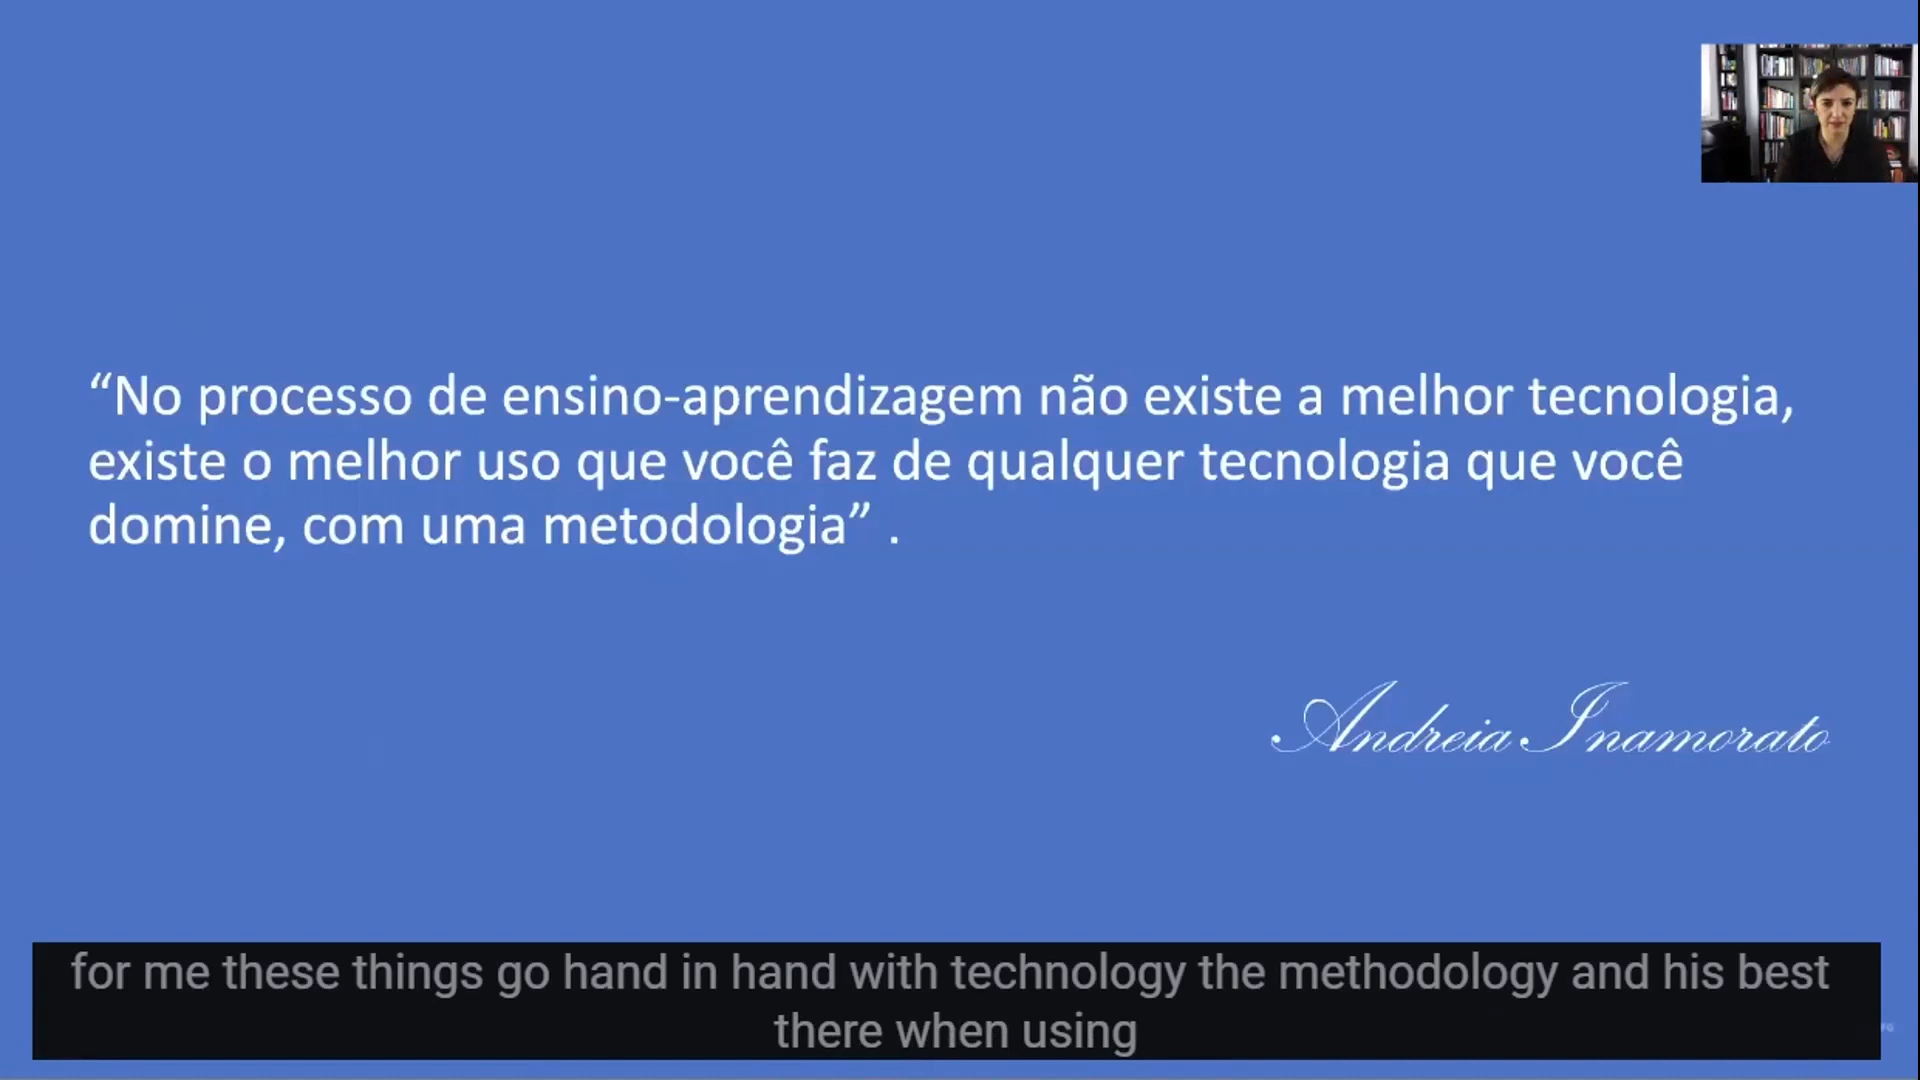 “No processo de ensino-aprendizagem não existe a melhor tecnologia,
existe o melhor uso que você faz de qualquer tecnologia que você
domine, com uma metodologia” .
Andreia Inamorato
for me these things go hand in hand with technology the methodology and his best
there when using